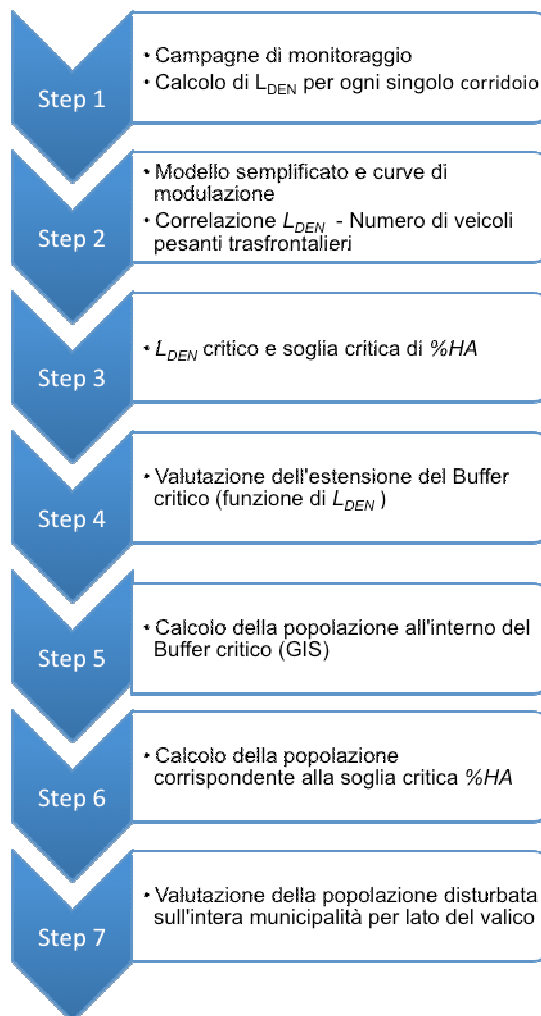 Step 1
• Campagne di monitoraggio
• Calcolo di LDEN per ogni singolo corridoio
Step 2
• Modello semplificato e curve di
modulazione
• Correlazione LDEN - Numero di veicoli
pesanti trasfrontalieri
Step 3
• LDEN critico e soglia critica di %HA
Step 4
• Valutazione dell'estensione del Buffer
critico (funzione di LDEN )
Step 5
• Calcolo della popolazione all'interno del
Buffer critico (GIS)
Step 6
• Calcolo della popolazione
corrispondente alla soglia critica %HA
Step 7
• Valutazione della popolazione disturbata
sull'intera municipalità per lato del valico